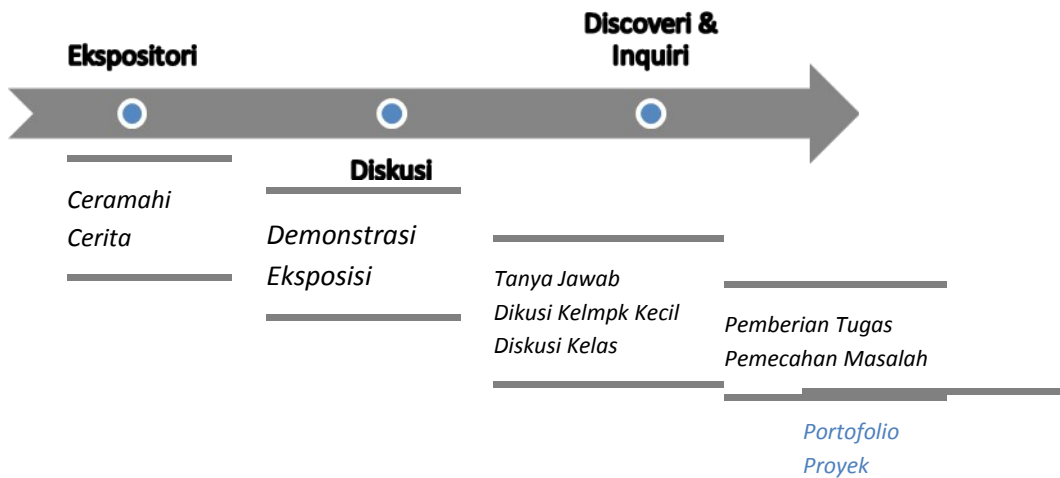 Ekspositori
Discoveri &
Inquiri
Diskusi
Ceramahi
Cerita
Demonstrasi
Eksposisi
Tanya Jawab
Dikusi Kelmpk Kecil
Diskusi Kelas
Pemberian Tugas
Pemecahan Masalah
Portofolio
Proyek